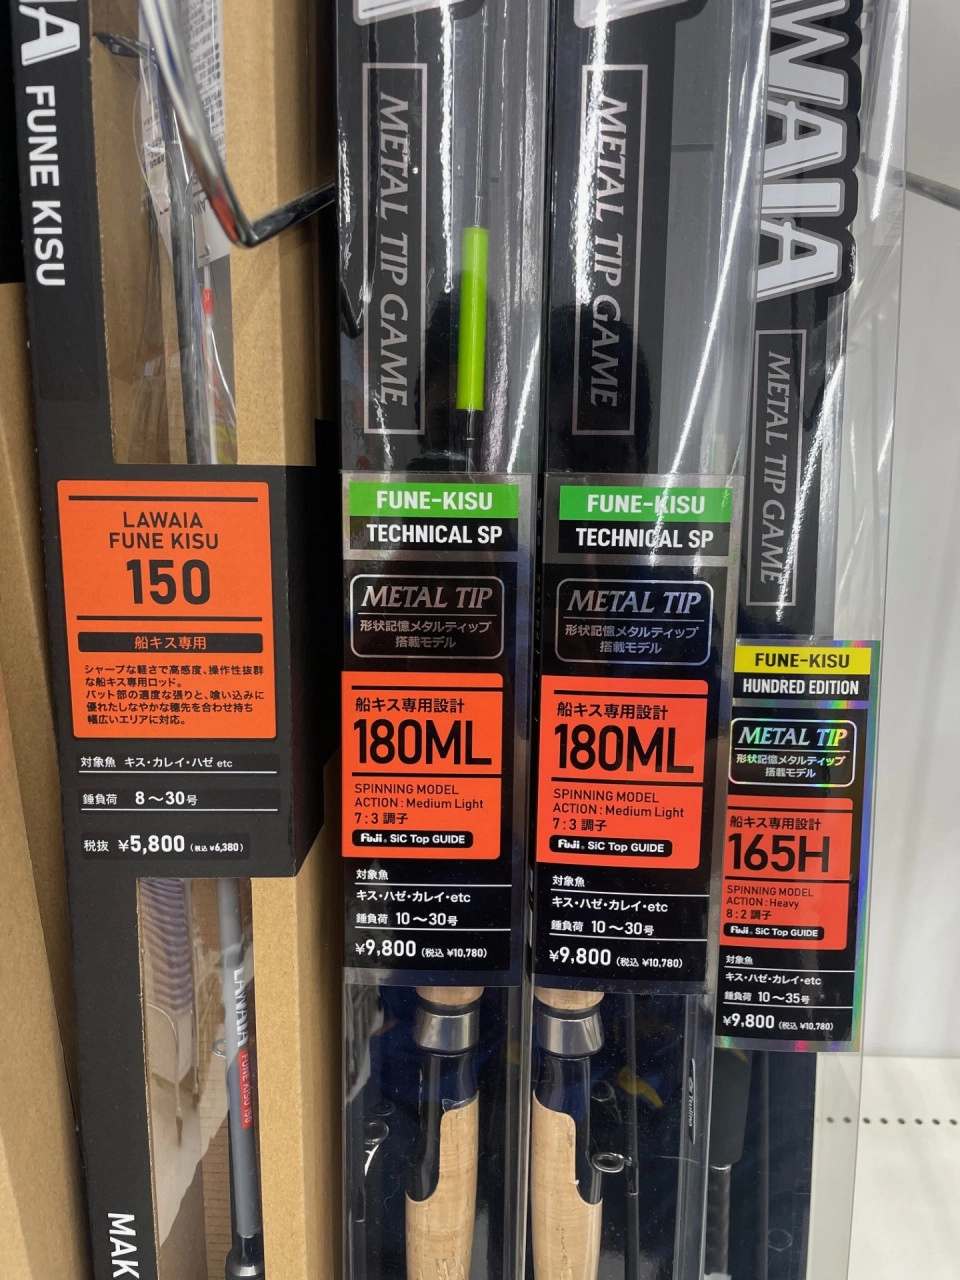 A
FUNE KISU
LAWAIA
FUNE KISU
150
船キス専用
シャープな軽さで高感度、操作性抜群
な船キス専用ロッド。
バット部の適度な張りと、喰い込みに
優れたしなやかな穂先を合わせ持ち
幅広いエリアに対応。
対象魚 キス・カレイ・ハゼ etc
錘負荷 8～30号
税抜 ¥5,800 (税込 ¥6,380)
LAWAIA
FUNE KISU 150
MAK
METAL TIP GAME
FUNE-KISU
TECHNICAL SP
METAL TIP
形状記憶メタルティップ
搭載モデル
船キス専用設計
180ML
SPINNING MODEL
ACTION : Medium Light
7:3 調子
Fuji® SiC Top GUIDE
対象魚
キス・ハゼ・カレイ・etc
錘負荷 10～30号
¥9,800 (税込 ¥10,780)
METAL TIP GAME
FUNE-KISU
TECHNICAL SP
METAL TIP
形状記憶メタルティップ
搭載モデル
船キス専用設計
180ML
SPINNING MODEL
ACTION : Medium Light
7:3 調子
Fuji® SiC Top GUIDE
対象魚
キス・ハゼ・カレイ・etc
錘負荷 10～30号
¥9,800 (税込 ¥10,780)
AWAIA
METAL TIP GAME
FUNE-KISU
HUNDRED EDITION
METAL TIP
形状記憶メタルティップ
搭載モデル
船キス専用設計
165H
SPINNING MODEL
ACTION : Heavy
8:2 調子
Fuji® SiC Top GUIDE
対象魚
キス・ハゼ・カレイ・etc
錘負荷 10～35号
¥9,800 (税込 ¥10,780)